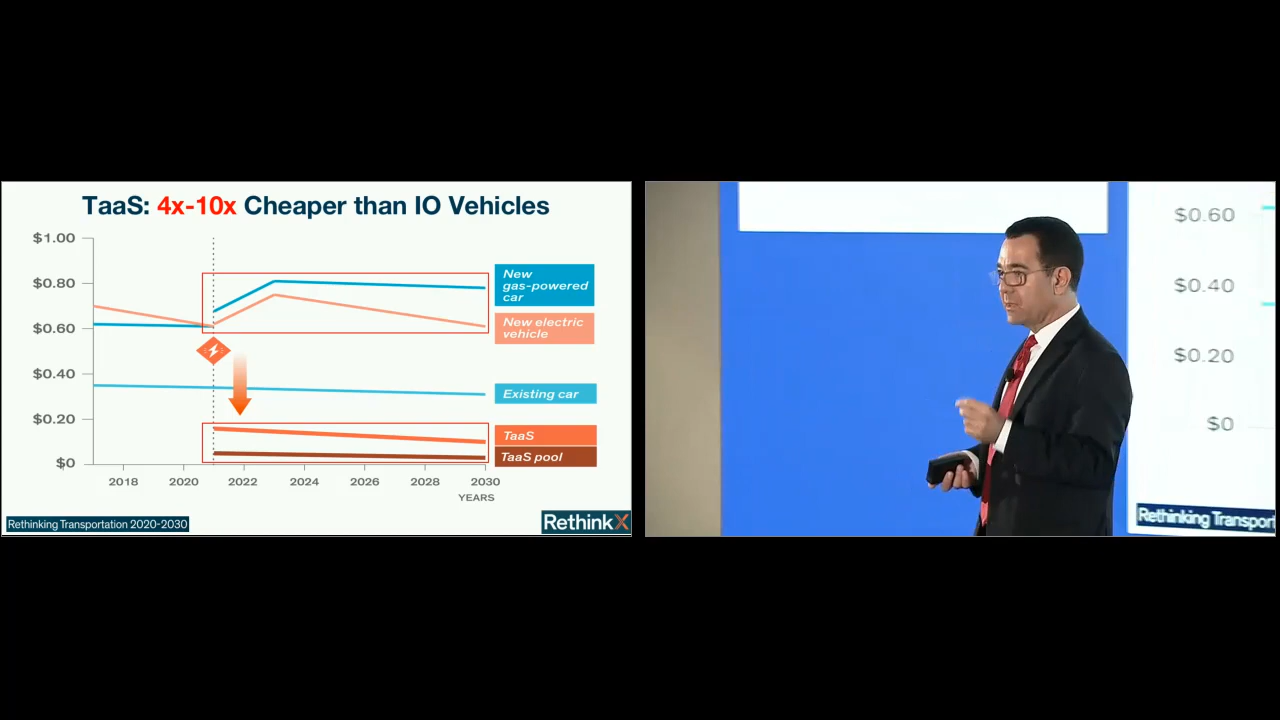 TaaS: 4x-10x Cheaper than IO Vehicles
$1.00
$0.80
$0.60
$0.40
$0.20
$0
New
gas-powered
car
New electric
vehicle
Existing car
TaaS
TaaS pool
2018 2020 2022 2024 2026 2028 2030
YEARS
Rethinking Transportation 2020-2030
RethinkX
$0.60
$0.40
$0.20
$0
Rethinking Transport